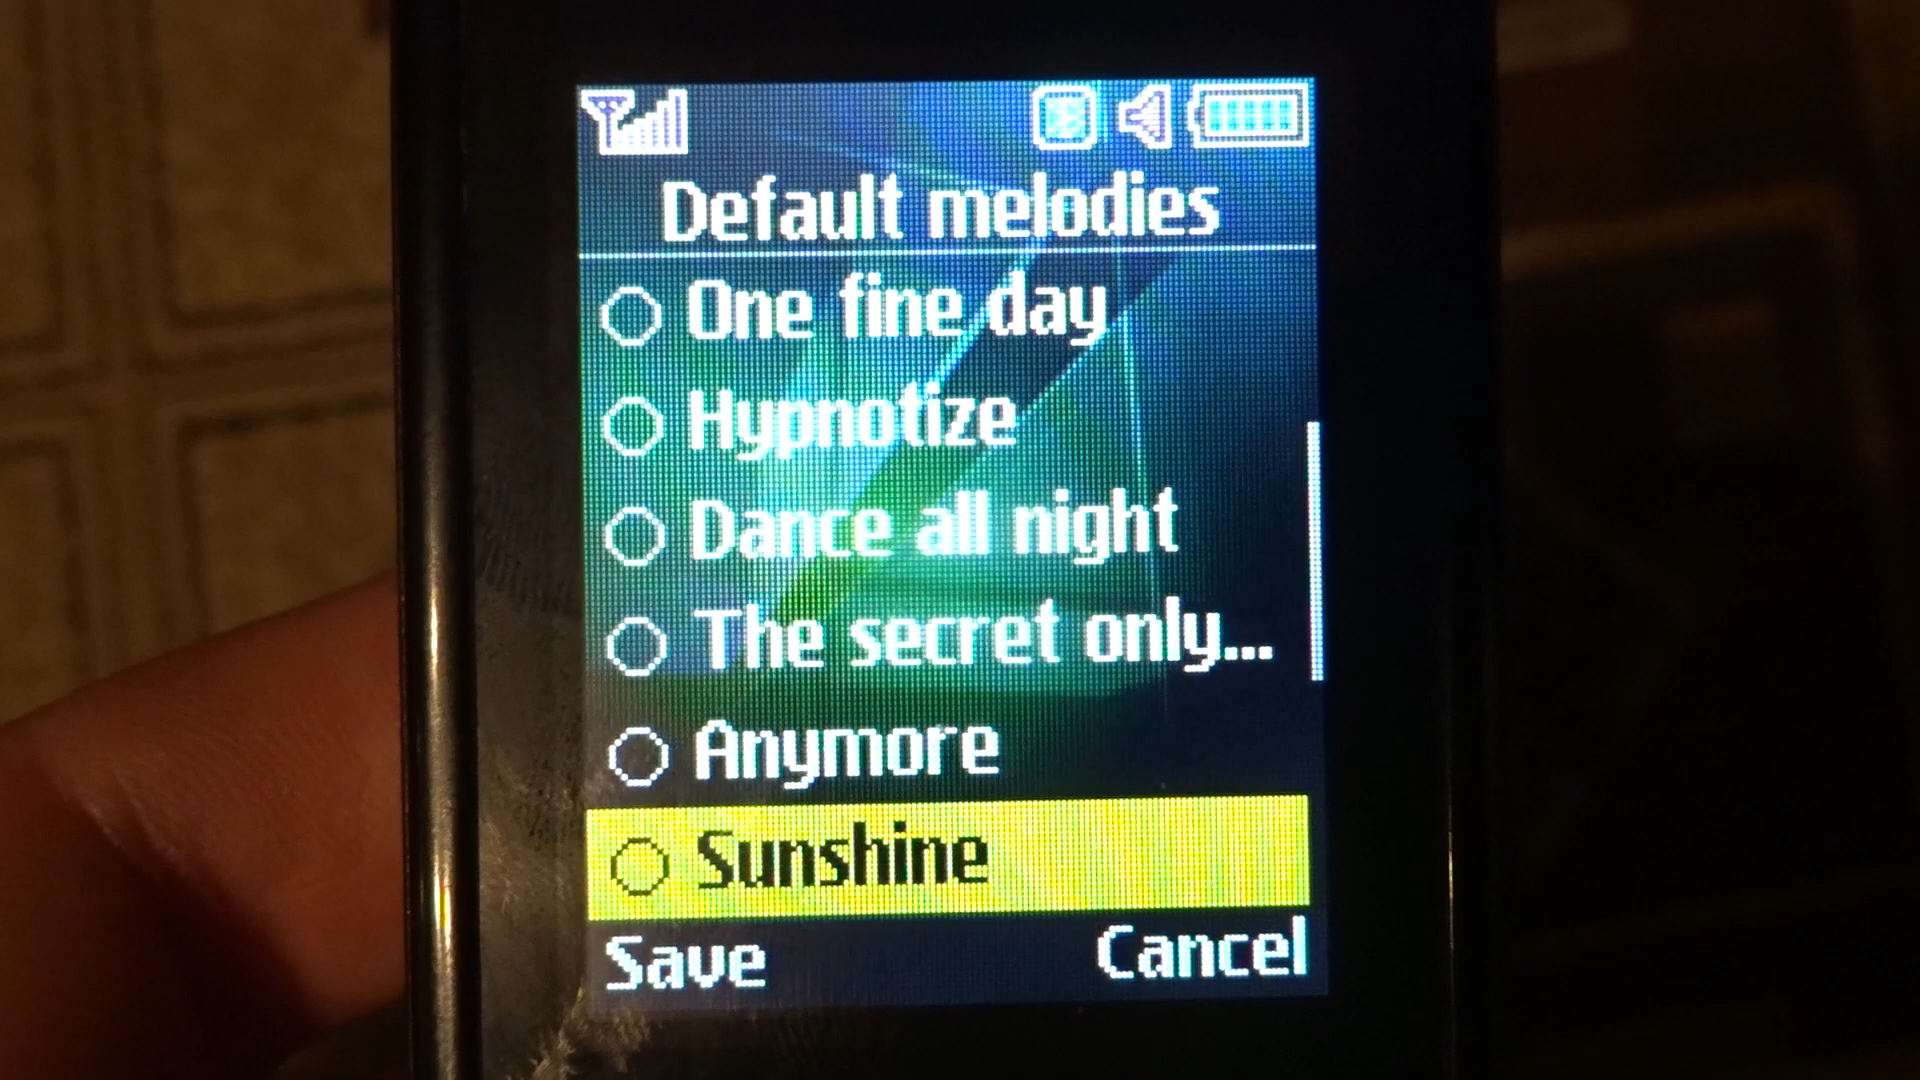 Default melodies
One fine day
Hypnotize
Dance all night
The secret only...
Anymore
Sunshine
Save Cancel